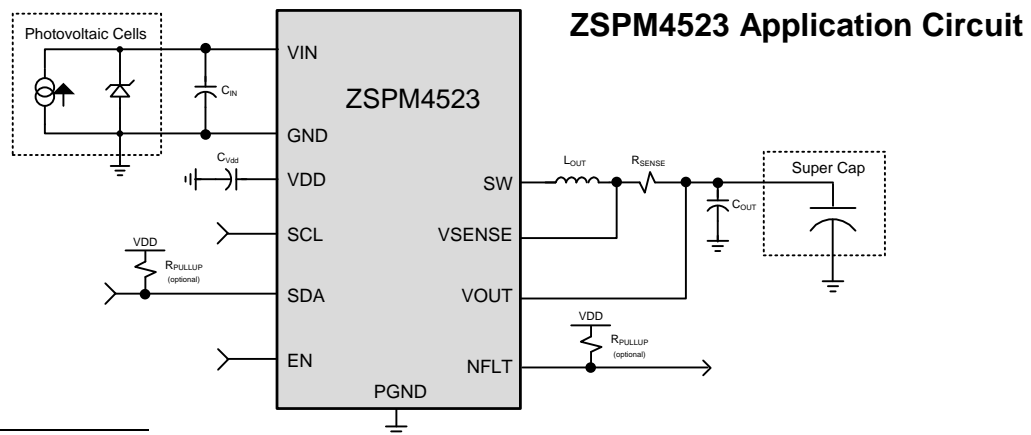 ZSPM4523 Application Circuit
Photovoltaic Cells
VIN
CIN
ZSPM4523
GND
CVdd
VDD
SW
LOUT
RSENSE
Super Cap
COUT
SCL
VSENSE
VDD
RPULLUP
(optional)
SDA
VOUT
VDD
RPULLUP
(optional)
EN
NFLT
PGND